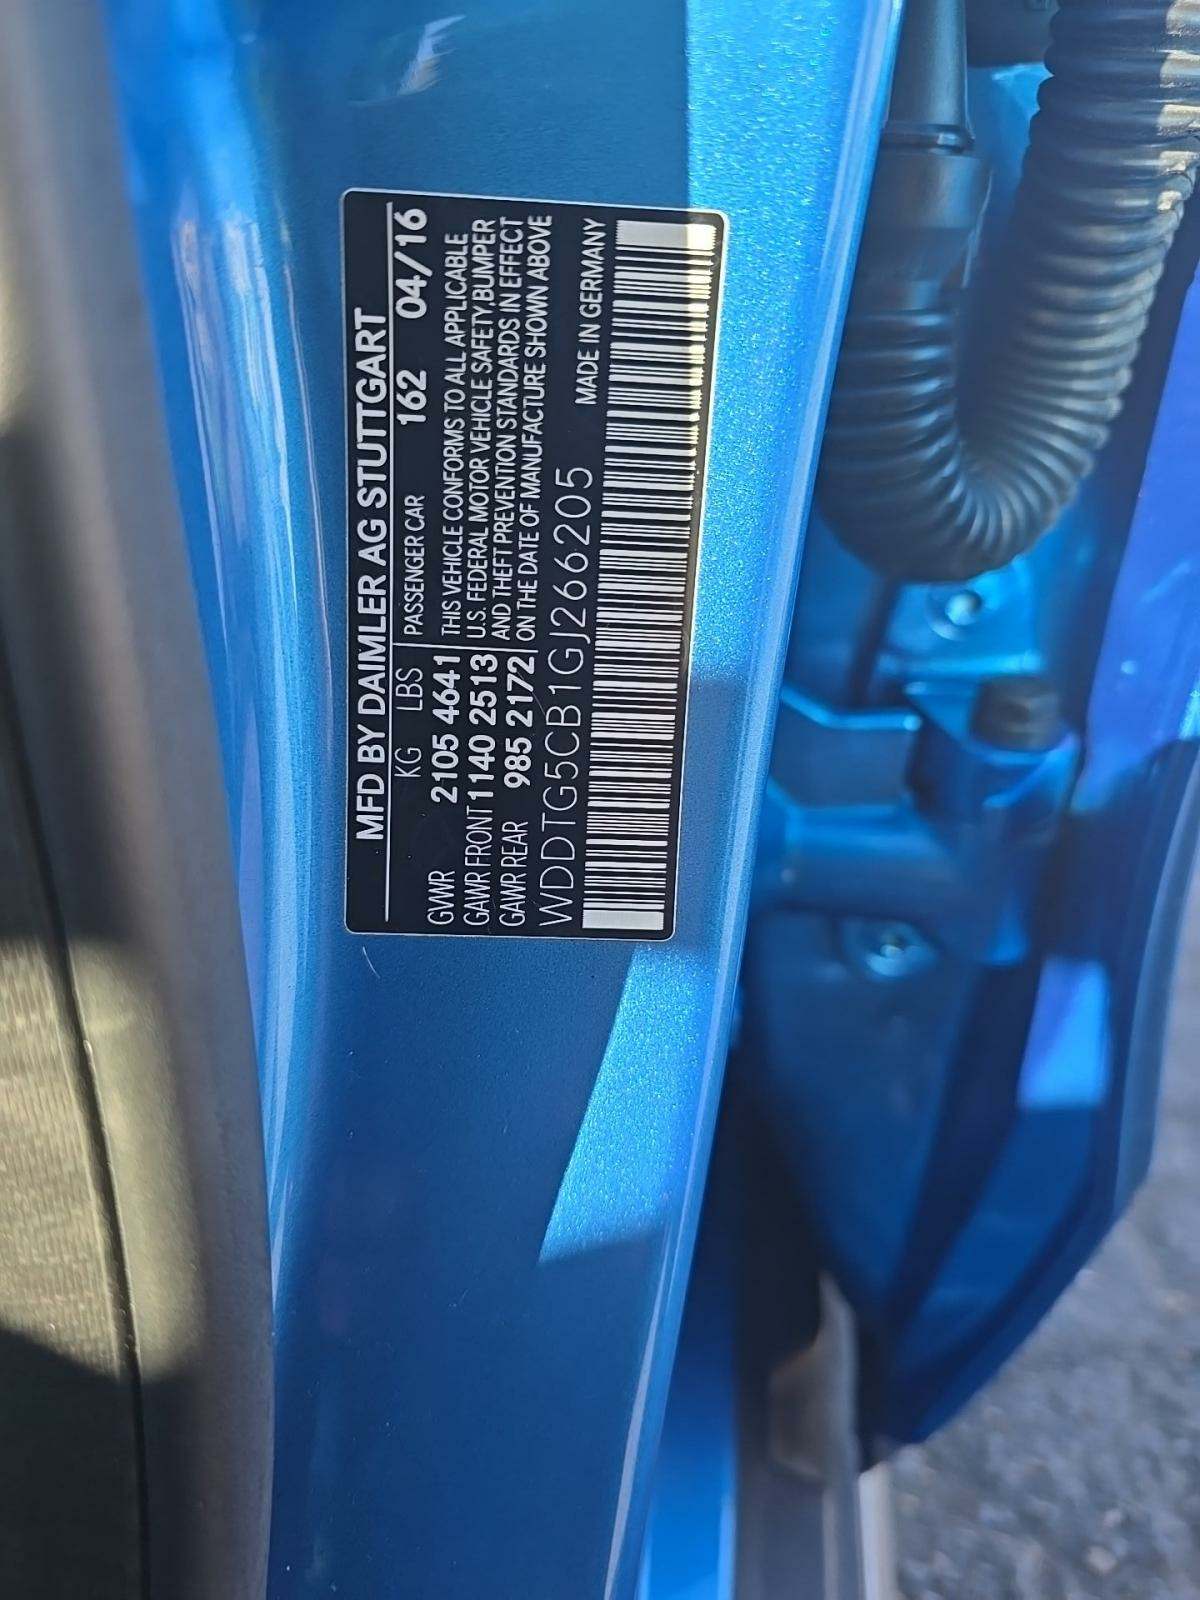 MFD BY DAIMLER AG STUTTGART
KG LBS PASSENGER CAR 162 04/16
GVWR 2105 4641 THIS VEHICLE CONFORMS TO ALL APPLICABLE
GAWR FRONT 1140 2513 U.S. FEDERAL MOTOR VEHICLE SAFETY,BUMPER
GAWR REAR 985 2172 AND THEFT PREVENTION STANDARDS IN EFFECT
ON THE DATE OF MANUFACTURE SHOWN ABOVE
WDDTG5CB1GJ266205 MADE IN GERMANY